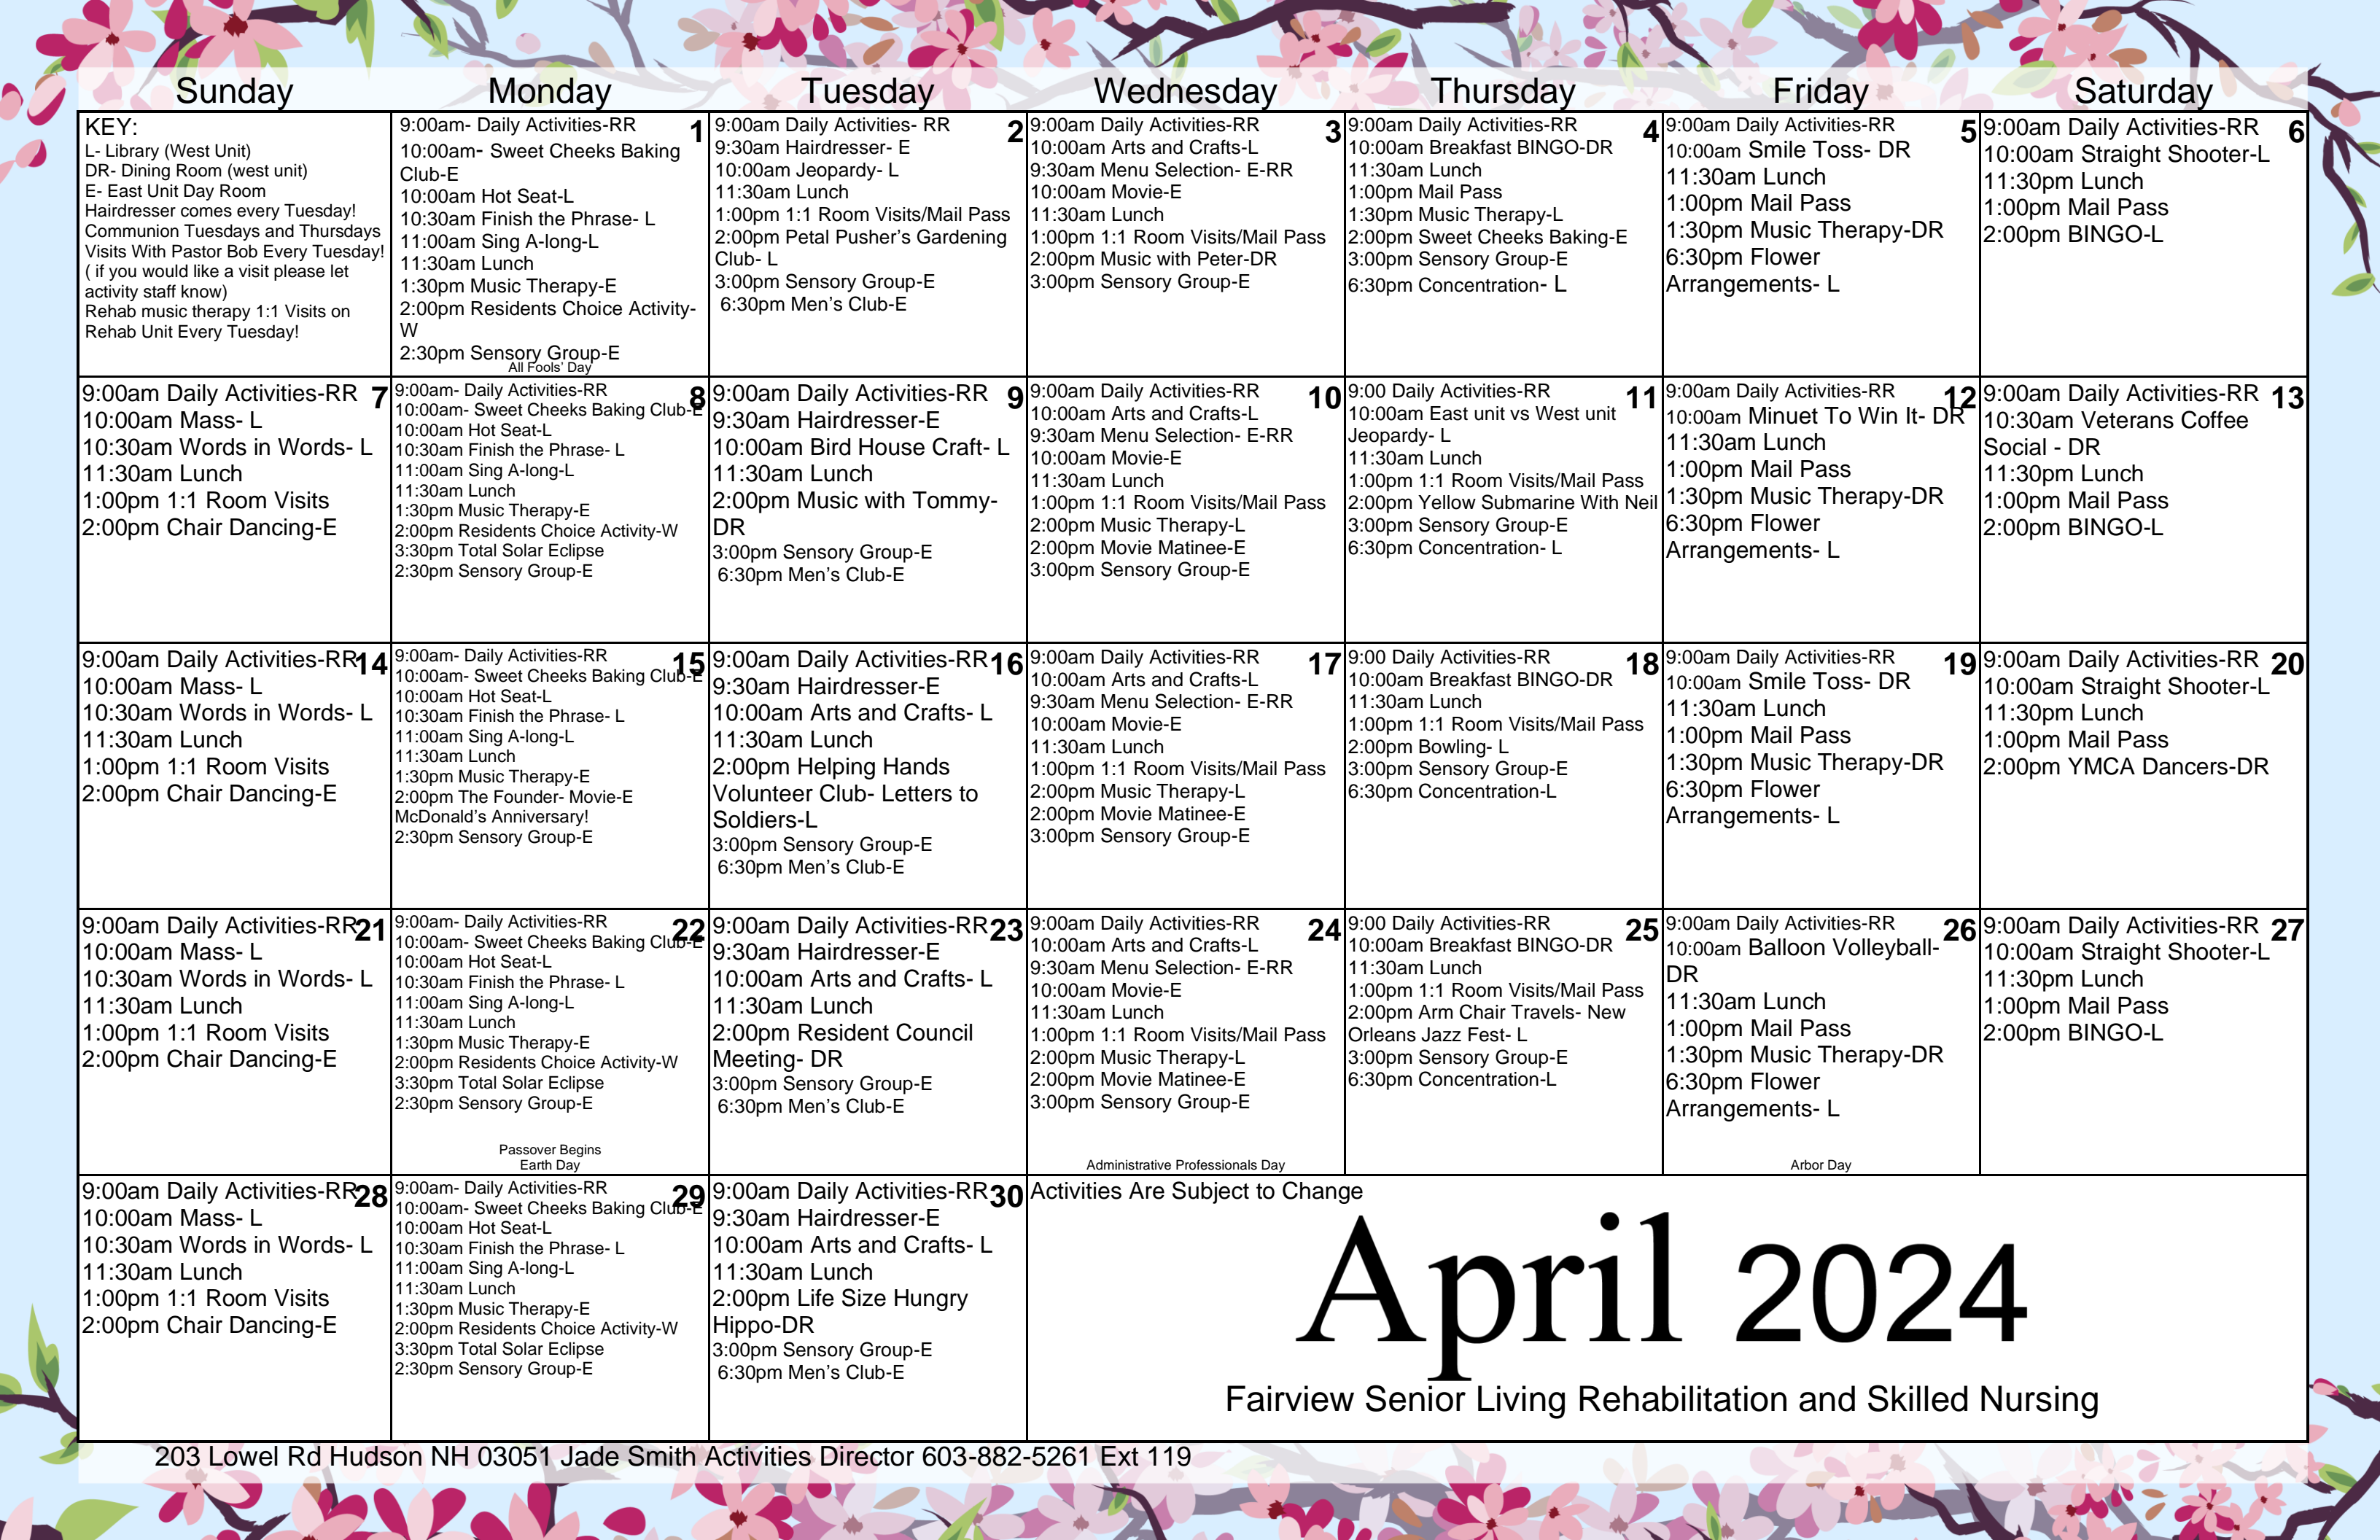 Sunday Monday Tuesday Wednesday Thursday Friday Saturday
KEY:
L- Library (West Unit)
DR- Dining Room (west unit)
E- East Unit Day Room
Hairdresser comes every Tuesday!
Communion Tuesdays and Thursdays
Visits With Pastor Bob Every Tuesday!
( if you would like a visit please let
activity staff know)
Rehab music therapy 1:1 Visits on
Rehab Unit Every Tuesday!
1
9:00am- Daily Activities-RR
10:00am- Sweet Cheeks Baking
Club-E
10:00am Hot Seat-L
10:30am Finish the Phrase- L
11:00am Sing A-long-L
11:30am Lunch
1:30pm Music Therapy-E
2:00pm Residents Choice Activity-
W
2:30pm Sensory Group-E
All Fools' Day
2
9:00am Daily Activities- RR
9:30am Hairdresser- E
10:00am Jeopardy- L
11:30am Lunch
1:00pm 1:1 Room Visits/Mail Pass
2:00pm Petal Pusher's Gardening
Club- L
3:00pm Sensory Group-E
6:30pm Men's Club-E
3
9:00am Daily Activities-RR
10:00am Arts and Crafts-L
9:30am Menu Selection- E-RR
10:00am Movie-E
11:30am Lunch
1:00pm 1:1 Room Visits/Mail Pass
2:00pm Music with Peter-DR
3:00pm Sensory Group-E
4
9:00am Daily Activities-RR
10:00am Breakfast BINGO-DR
11:30am Lunch
1:00pm Mail Pass
1:30pm Music Therapy-L
2:00pm Sweet Cheeks Baking-E
3:00pm Sensory Group-E
6:30pm Concentration- L
5
9:00am Daily Activities-RR
10:00am Smile Toss- DR
11:30am Lunch
1:00pm Mail Pass
1:30pm Music Therapy-DR
6:30pm Flower
Arrangements- L
6
9:00am Daily Activities-RR
10:00am Straight Shooter-L
11:30pm Lunch
1:00pm Mail Pass
2:00pm BINGO-L
7
9:00am Daily Activities-RR
10:00am Mass- L
10:30am Words in Words- L
11:30am Lunch
1:00pm 1:1 Room Visits
2:00pm Chair Dancing-E
8
9:00am- Daily Activities-RR
10:00am- Sweet Cheeks Baking Club-E
10:00am Hot Seat-L
10:30am Finish the Phrase- L
11:00am Sing A-long-L
11:30am Lunch
1:30pm Music Therapy-E
2:00pm Residents Choice Activity-W
3:30pm Total Solar Eclipse
2:30pm Sensory Group-E
9
9:00am Daily Activities-RR
9:30am Hairdresser-E
10:00am Bird House Craft- L
11:30am Lunch
2:00pm Music with Tommy-
DR
3:00pm Sensory Group-E
6:30pm Men's Club-E
10
9:00am Daily Activities-RR
10:00am Arts and Crafts-L
9:30am Menu Selection- E-RR
10:00am Movie-E
11:30am Lunch
1:00pm 1:1 Room Visits/Mail Pass
2:00pm Music Therapy-L
2:00pm Movie Matinee-E
3:00pm Sensory Group-E
11
9:00 Daily Activities-RR
10:00am East unit vs West unit
Jeopardy- L
11:30am Lunch
1:00pm 1:1 Room Visits/Mail Pass
2:00pm Yellow Submarine With Neil
3:00pm Sensory Group-E
6:30pm Concentration- L
12
9:00am Daily Activities-RR
10:00am Minuet To Win It- DR
11:30am Lunch
1:00pm Mail Pass
1:30pm Music Therapy-DR
6:30pm Flower
Arrangements- L
13
9:00am Daily Activities-RR
10:30am Veterans Coffee
Social - DR
11:30pm Lunch
1:00pm Mail Pass
2:00pm BINGO-L
14
9:00am Daily Activities-RR
10:00am Mass- L
10:30am Words in Words- L
11:30am Lunch
1:00pm 1:1 Room Visits
2:00pm Chair Dancing-E
15
9:00am- Daily Activities-RR
10:00am- Sweet Cheeks Baking Club-E
10:00am Hot Seat-L
10:30am Finish the Phrase- L
11:00am Sing A-long-L
11:30am Lunch
1:30pm Music Therapy-E
2:00pm The Founder- Movie-E
McDonald's Anniversary!
2:30pm Sensory Group-E
16
9:00am Daily Activities-RR
9:30am Hairdresser-E
10:00am Arts and Crafts- L
11:30am Lunch
2:00pm Helping Hands
Volunteer Club- Letters to
Soldiers-L
3:00pm Sensory Group-E
6:30pm Men's Club-E
17
9:00am Daily Activities-RR
10:00am Arts and Crafts-L
9:30am Menu Selection- E-RR
10:00am Movie-E
11:30am Lunch
1:00pm 1:1 Room Visits/Mail Pass
2:00pm Music Therapy-L
2:00pm Movie Matinee-E
3:00pm Sensory Group-E
18
9:00 Daily Activities-RR
10:00am Breakfast BINGO-DR
11:30am Lunch
1:00pm 1:1 Room Visits/Mail Pass
2:00pm Bowling- L
3:00pm Sensory Group-E
6:30pm Concentration-L
19
9:00am Daily Activities-RR
10:00am Smile Toss- DR
11:30am Lunch
1:00pm Mail Pass
1:30pm Music Therapy-DR
6:30pm Flower
Arrangements- L
20
9:00am Daily Activities-RR
10:00am Straight Shooter-L
11:30pm Lunch
1:00pm Mail Pass
2:00pm YMCA Dancers-DR
21
9:00am Daily Activities-RR
10:00am Mass- L
10:30am Words in Words- L
11:30am Lunch
1:00pm 1:1 Room Visits
2:00pm Chair Dancing-E
22
9:00am- Daily Activities-RR
10:00am- Sweet Cheeks Baking Club-E
10:00am Hot Seat-L
10:30am Finish the Phrase- L
11:00am Sing A-long-L
11:30am Lunch
1:30pm Music Therapy-E
2:00pm Residents Choice Activity-W
3:30pm Total Solar Eclipse
2:30pm Sensory Group-E
Passover Begins
Earth Day
23
9:00am Daily Activities-RR
9:30am Hairdresser-E
10:00am Arts and Crafts- L
11:30am Lunch
2:00pm Resident Council
Meeting- DR
3:00pm Sensory Group-E
6:30pm Men's Club-E
24
9:00am Daily Activities-RR
10:00am Arts and Crafts-L
9:30am Menu Selection- E-RR
10:00am Movie-E
11:30am Lunch
1:00pm 1:1 Room Visits/Mail Pass
2:00pm Music Therapy-L
2:00pm Movie Matinee-E
3:00pm Sensory Group-E
Administrative Professionals Day
25
9:00 Daily Activities-RR
10:00am Breakfast BINGO-DR
11:30am Lunch
1:00pm 1:1 Room Visits/Mail Pass
2:00pm Arm Chair Travels- New
Orleans Jazz Fest- L
3:00pm Sensory Group-E
6:30pm Concentration-L
26
9:00am Daily Activities-RR
10:00am Balloon Volleyball-
DR
11:30am Lunch
1:00pm Mail Pass
1:30pm Music Therapy-DR
6:30pm Flower
Arrangements- L
Arbor Day
27
9:00am Daily Activities-RR
10:00am Straight Shooter-L
11:30pm Lunch
1:00pm Mail Pass
2:00pm BINGO-L
28
9:00am Daily Activities-RR
10:00am Mass- L
10:30am Words in Words- L
11:30am Lunch
1:00pm 1:1 Room Visits
2:00pm Chair Dancing-E
29
9:00am- Daily Activities-RR
10:00am- Sweet Cheeks Baking Club-E
10:00am Hot Seat-L
10:30am Finish the Phrase- L
11:00am Sing A-long-L
11:30am Lunch
1:30pm Music Therapy-E
2:00pm Residents Choice Activity-W
3:30pm Total Solar Eclipse
2:30pm Sensory Group-E
30
9:00am Daily Activities-RR
9:30am Hairdresser-E
10:00am Arts and Crafts- L
11:30am Lunch
2:00pm Life Size Hungry
Hippo-DR
3:00pm Sensory Group-E
6:30pm Men's Club-E
Activities Are Subject to Change
April 2024
Fairview Senior Living Rehabilitation and Skilled Nursing
203 Lowel Rd Hudson NH 03051 Jade Smith Activities Director 603-882-5261 Ext 119